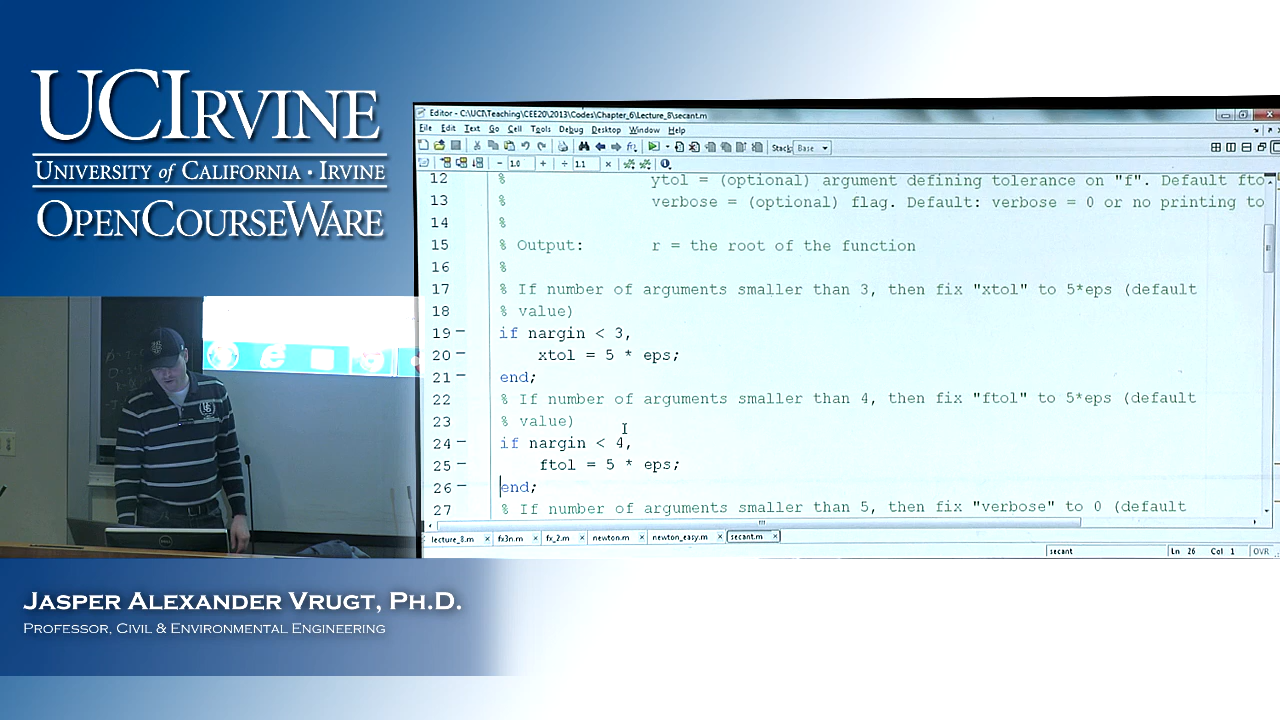 UCIRVINE
UNIVERSITY of CALIFORNIA · IRVINE
OPENCOURSEWARE
Editor - C:\UCI\Teaching\CEE20\2013\Codes\Chapter_6\Lecture_8\secant.m
File Edit Text Go Cell Tools Debug Desktop Window Help
Stack: Base
- 1.0 + ÷ 1.1 ×
12 % ytol = (optional) argument defining tolerance on "f". Default fto
13 % verbose = (optional) flag. Default: verbose = 0 or no printing to
14 %
15 % Output: r = the root of the function
16 %
17 % If number of arguments smaller than 3, then fix "xtol" to 5*eps (default
18 % value)
19 - if nargin < 3,
20 - xtol = 5 * eps;
21 - end;
22 % If number of arguments smaller than 4, then fix "ftol" to 5*eps (default
23 % value)
24 - if nargin < 4,
25 - ftol = 5 * eps;
26 - end;
27 % If number of arguments smaller than 5, then fix "verbose" to 0 (default
lecture_8.m × fx3n.m × fx_2.m × newton.m × newton_easy.m × secant.m ×
secant Ln 26 Col 1 OVR
JASPER ALEXANDER VRUGT, PH.D.
PROFESSOR, CIVIL & ENVIRONMENTAL ENGINEERING